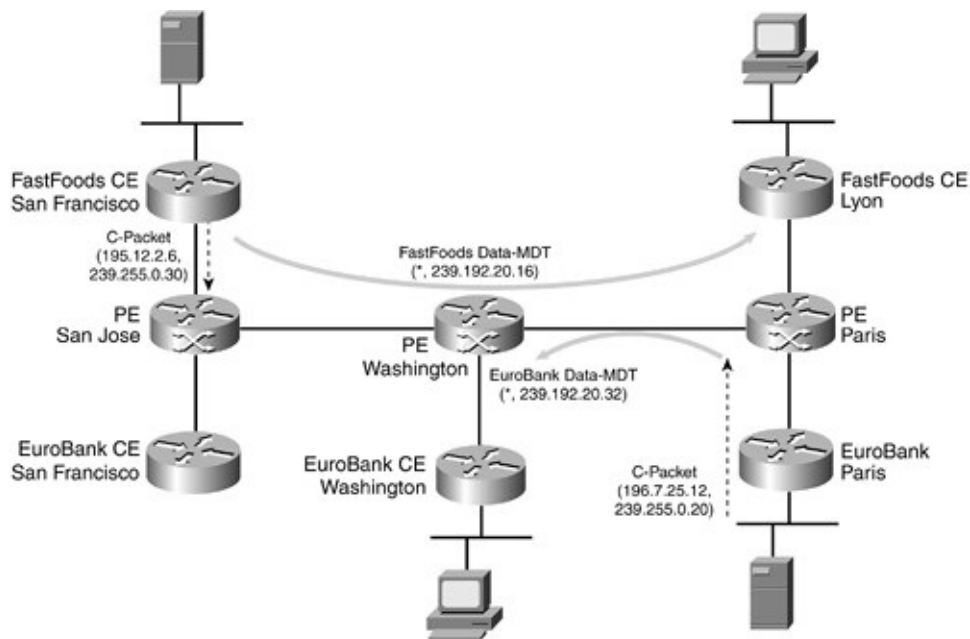 FastFoods CE
San Francisco
FastFoods CE
Lyon
C-Packet
(195.12.2.6,
239.255.0.30)
FastFoods Data-MDT
(*, 239.192.20.16)
PE
San Jose
PE
Washington
PE
Paris
EuroBank Data-MDT
(*, 239.192.20.32)
EuroBank CE
San Francisco
EuroBank CE
Washington
C-Packet
(196.7.25.12,
239.255.0.20)
EuroBank
Paris